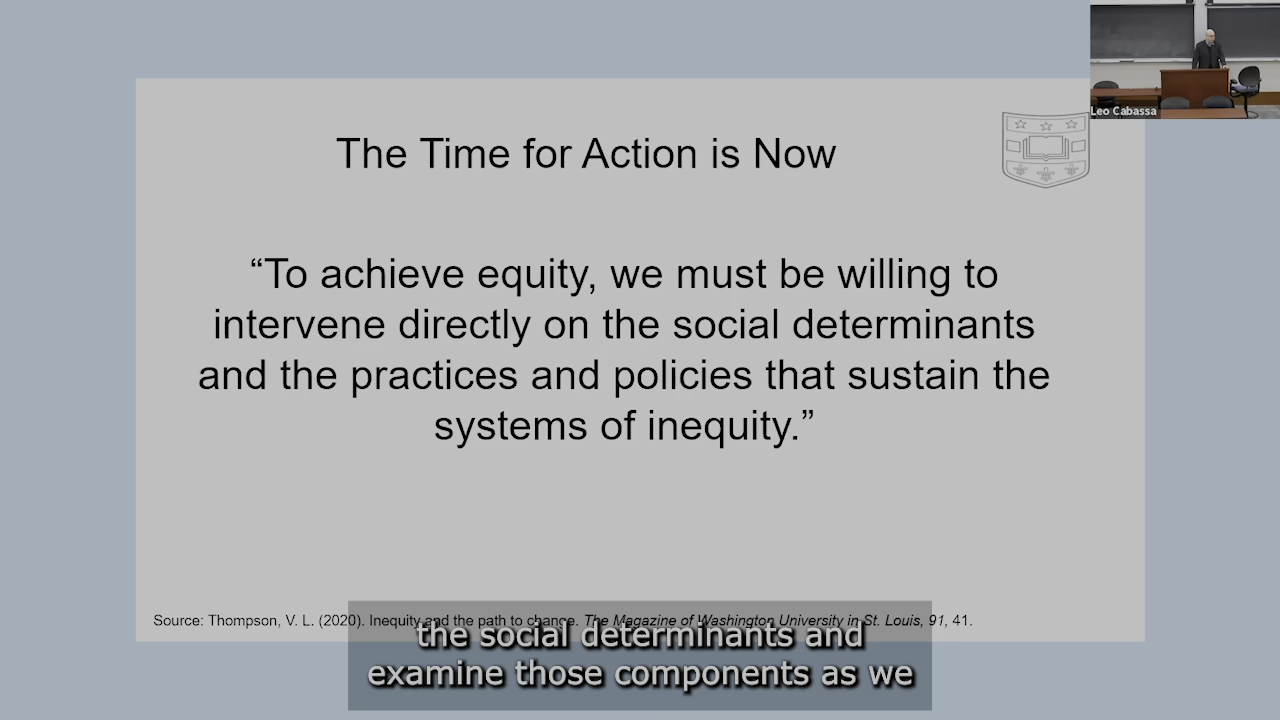 Leo Cabassa
The Time for Action is Now
“To achieve equity, we must be willing to
intervene directly on the social determinants
and the practices and policies that sustain the
systems of inequity.”
Source: Thompson, V. L. (2020). Inequity and the path to change. The Magazine of Washington University in St. Louis, 91, 41.
the social determinants and
examine those components as we